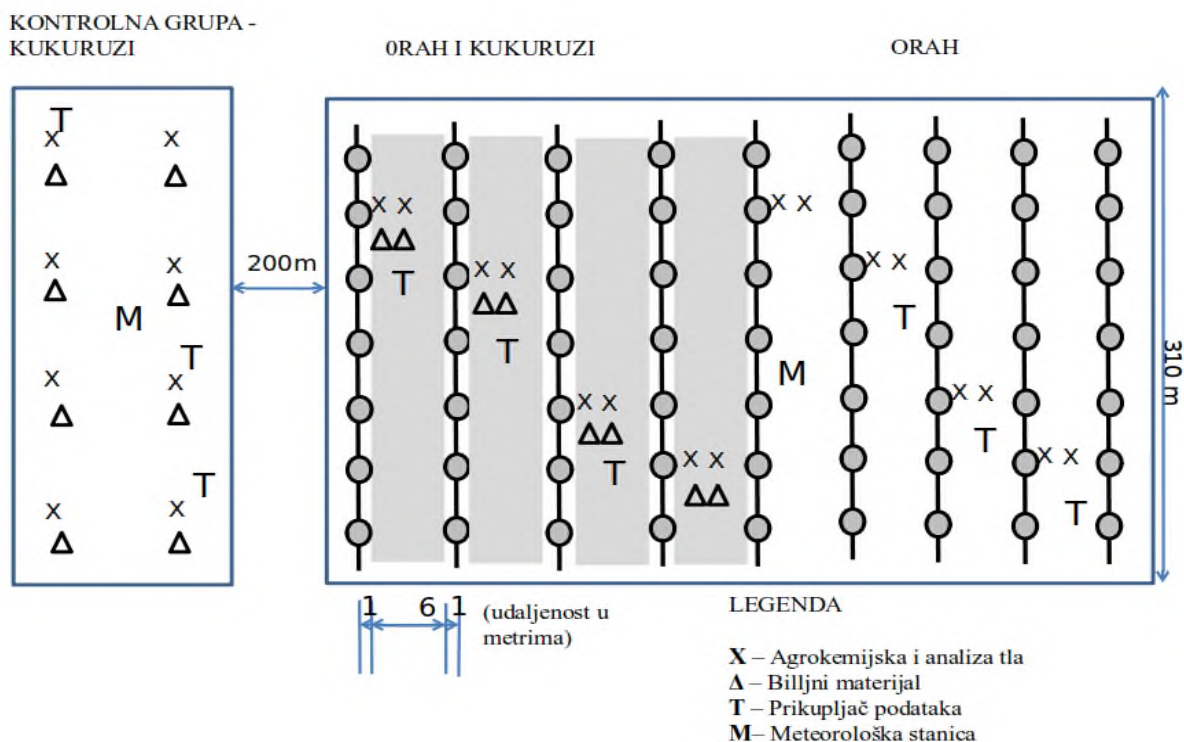 KONTROLNA GRUPA -
KUKURUZI
0RAH I KUKURUZI
ORAH
T
x x
Δ Δ
x x
Δ Δ
M
T
x x
Δ Δ
T
x x
Δ Δ
200m
x x
ΔΔ
T
x x
ΔΔ
T
x x
ΔΔ
T
x x
ΔΔ
x x
M
x x
T
x x
T
x x
T
310 m
1 6 1
(udaljenost u
metrima)
LEGENDA
X – Agrokemijska i analiza tla
Δ – Billjni materijal
T – Prikupljač podataka
M– Meteorološka stanica